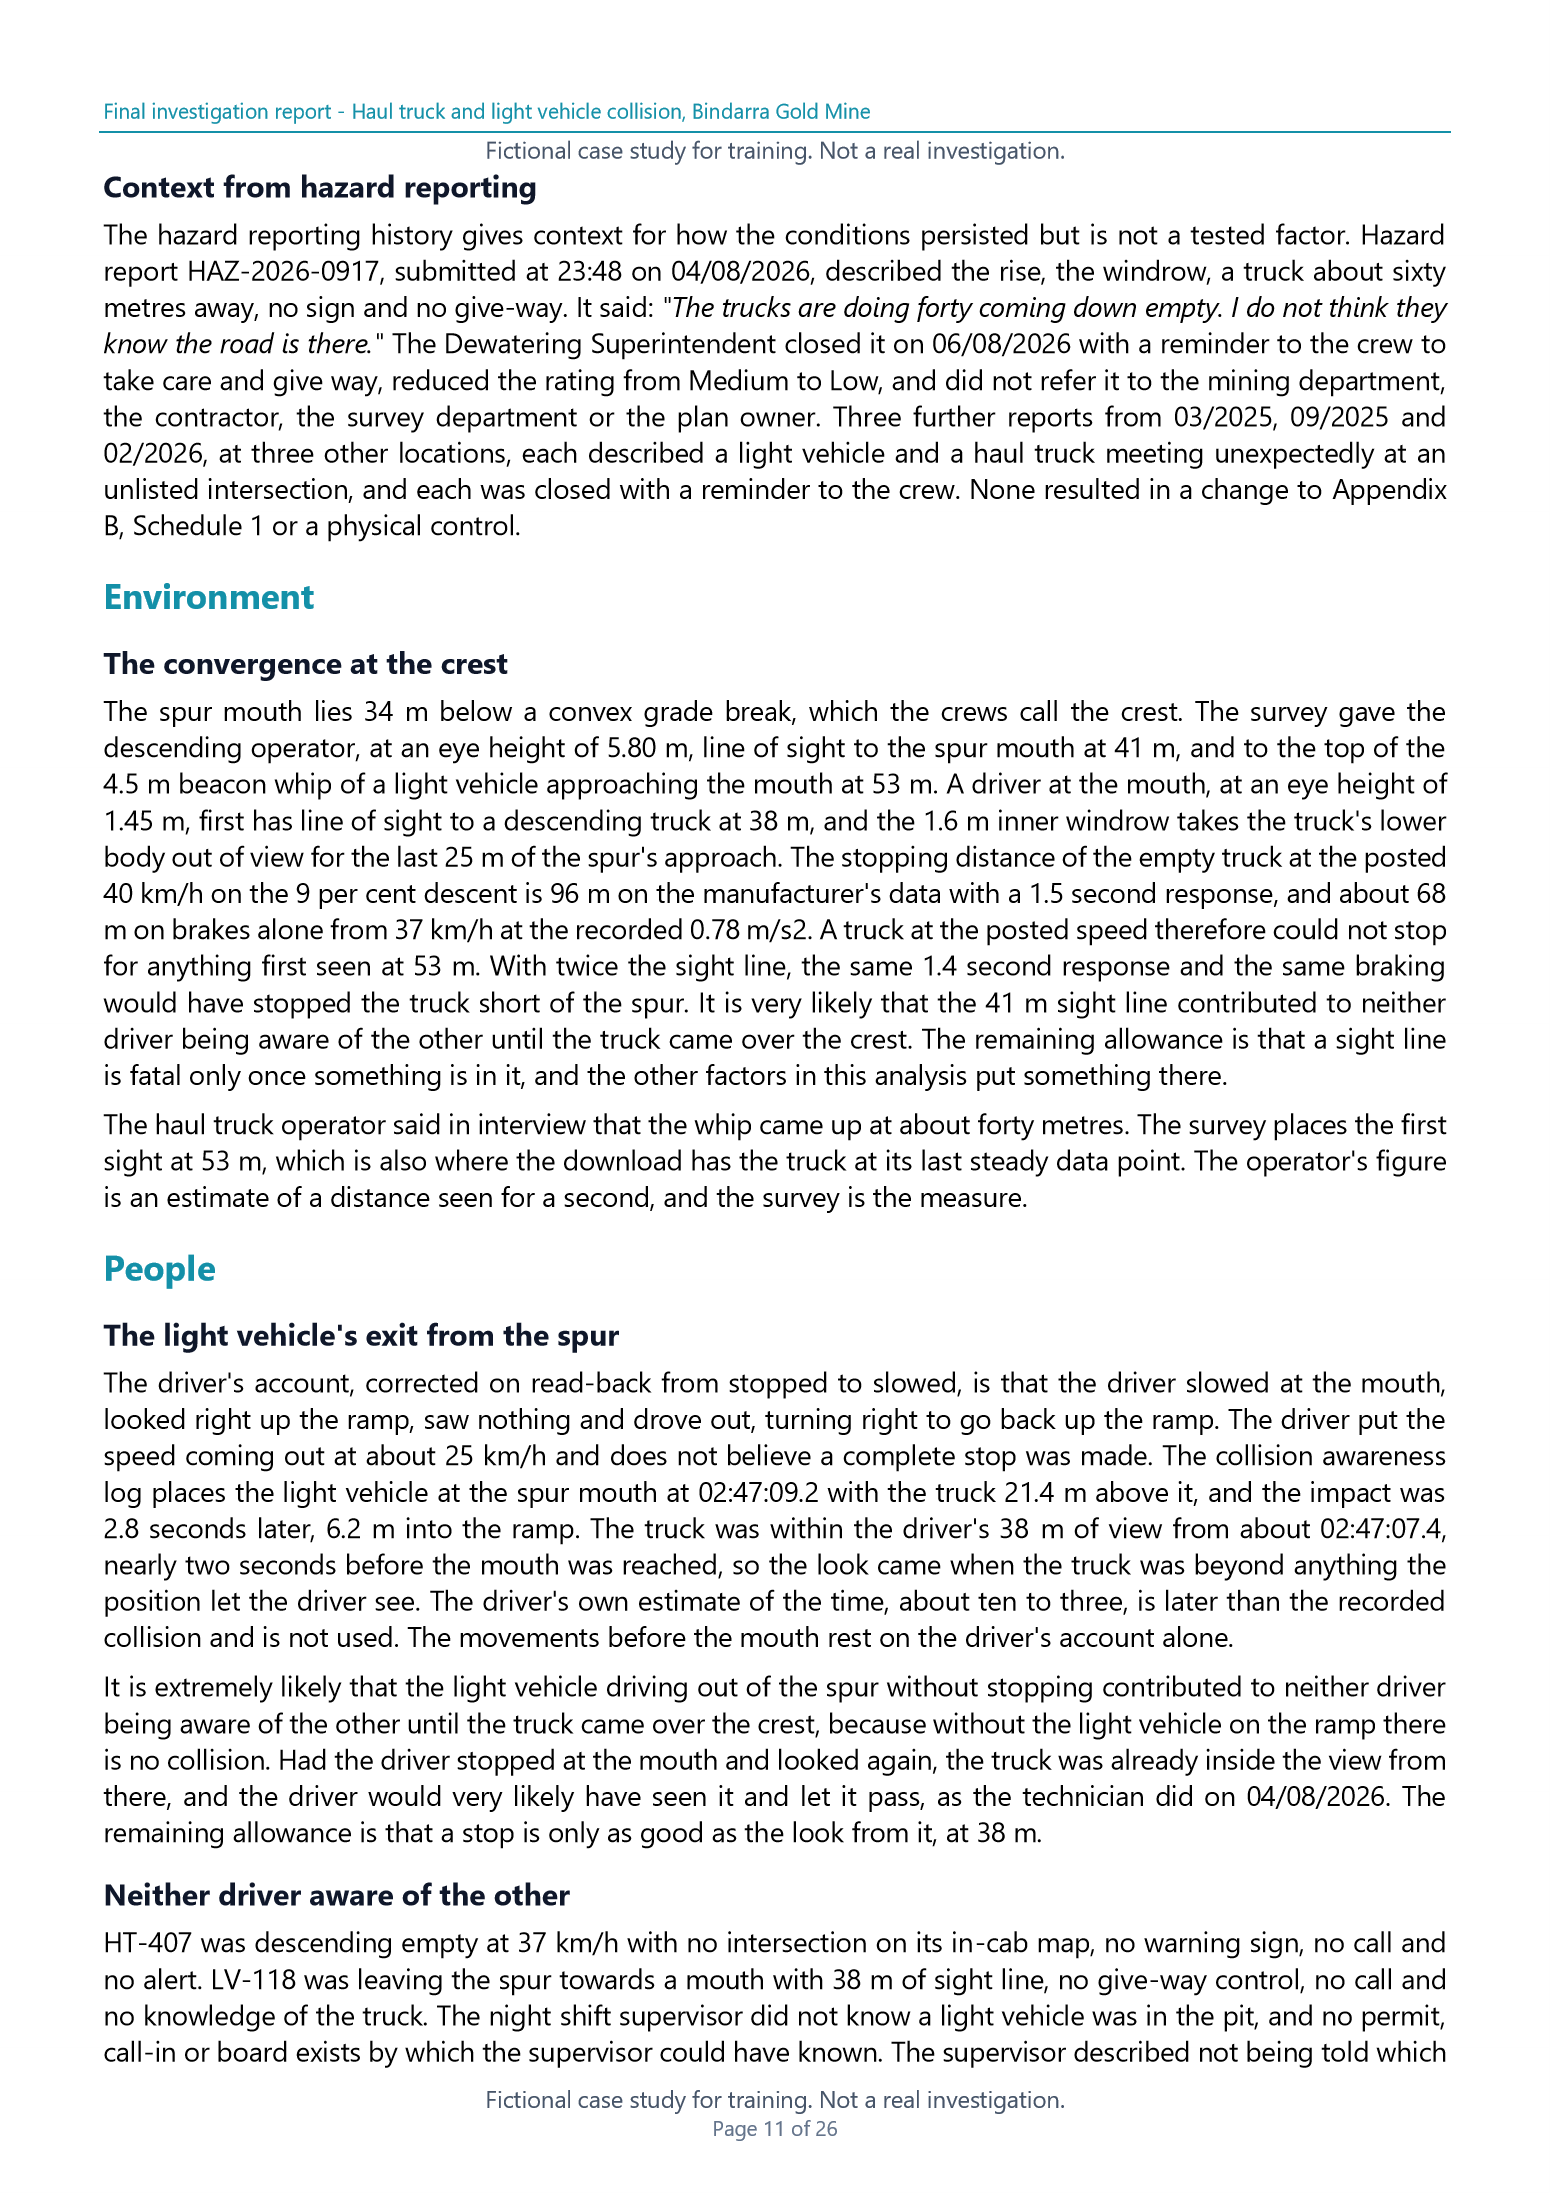 Final investigation report - Haul truck and light vehicle collision, Bindarra Gold Mine
Fictional case study for training. Not a real investigation.
Context from hazard reporting
The hazard reporting history gives context for how the conditions persisted but is not a tested factor. Hazard
report HAZ-2026-0917, submitted at 23:48 on 04/08/2026, described the rise, the windrow, a truck about sixty
metres away, no sign and no give-way. It said: "The trucks are doing forty coming down empty. I do not think they
know the road is there." The Dewatering Superintendent closed it on 06/08/2026 with a reminder to the crew to
take care and give way, reduced the rating from Medium to Low, and did not refer it to the mining department,
the contractor, the survey department or the plan owner. Three further reports from 03/2025, 09/2025 and
02/2026, at three other locations, each described a light vehicle and a haul truck meeting unexpectedly at an
unlisted intersection, and each was closed with a reminder to the crew. None resulted in a change to Appendix
B, Schedule 1 or a physical control.
Environment
The convergence at the crest
The spur mouth lies 34 m below a convex grade break, which the crews call the crest. The survey gave the
descending operator, at an eye height of 5.80 m, line of sight to the spur mouth at 41 m, and to the top of the
4.5 m beacon whip of a light vehicle approaching the mouth at 53 m. A driver at the mouth, at an eye height of
1.45 m, first has line of sight to a descending truck at 38 m, and the 1.6 m inner windrow takes the truck's lower
body out of view for the last 25 m of the spur's approach. The stopping distance of the empty truck at the posted
40 km/h on the 9 per cent descent is 96 m on the manufacturer's data with a 1.5 second response, and about 68
m on brakes alone from 37 km/h at the recorded 0.78 m/s2. A truck at the posted speed therefore could not stop
for anything first seen at 53 m. With twice the sight line, the same 1.4 second response and the same braking
would have stopped the truck short of the spur. It is very likely that the 41 m sight line contributed to neither
driver being aware of the other until the truck came over the crest. The remaining allowance is that a sight line
is fatal only once something is in it, and the other factors in this analysis put something there.
The haul truck operator said in interview that the whip came up at about forty metres. The survey places the first
sight at 53 m, which is also where the download has the truck at its last steady data point. The operator's figure
is an estimate of a distance seen for a second, and the survey is the measure.
People
The light vehicle's exit from the spur
The driver's account, corrected on read-back from stopped to slowed, is that the driver slowed at the mouth,
looked right up the ramp, saw nothing and drove out, turning right to go back up the ramp. The driver put the
speed coming out at about 25 km/h and does not believe a complete stop was made. The collision awareness
log places the light vehicle at the spur mouth at 02:47:09.2 with the truck 21.4 m above it, and the impact was
2.8 seconds later, 6.2 m into the ramp. The truck was within the driver's 38 m of view from about 02:47:07.4,
nearly two seconds before the mouth was reached, so the look came when the truck was beyond anything the
position let the driver see. The driver's own estimate of the time, about ten to three, is later than the recorded
collision and is not used. The movements before the mouth rest on the driver's account alone.
It is extremely likely that the light vehicle driving out of the spur without stopping contributed to neither driver
being aware of the other until the truck came over the crest, because without the light vehicle on the ramp there
is no collision. Had the driver stopped at the mouth and looked again, the truck was already inside the view from
there, and the driver would very likely have seen it and let it pass, as the technician did on 04/08/2026. The
remaining allowance is that a stop is only as good as the look from it, at 38 m.
Neither driver aware of the other
HT-407 was descending empty at 37 km/h with no intersection on its in-cab map, no warning sign, no call and
no alert. LV-118 was leaving the spur towards a mouth with 38 m of sight line, no give-way control, no call and
no knowledge of the truck. The night shift supervisor did not know a light vehicle was in the pit, and no permit,
call-in or board exists by which the supervisor could have known. The supervisor described not being told which
Fictional case study for training. Not a real investigation.
Page 11 of 26